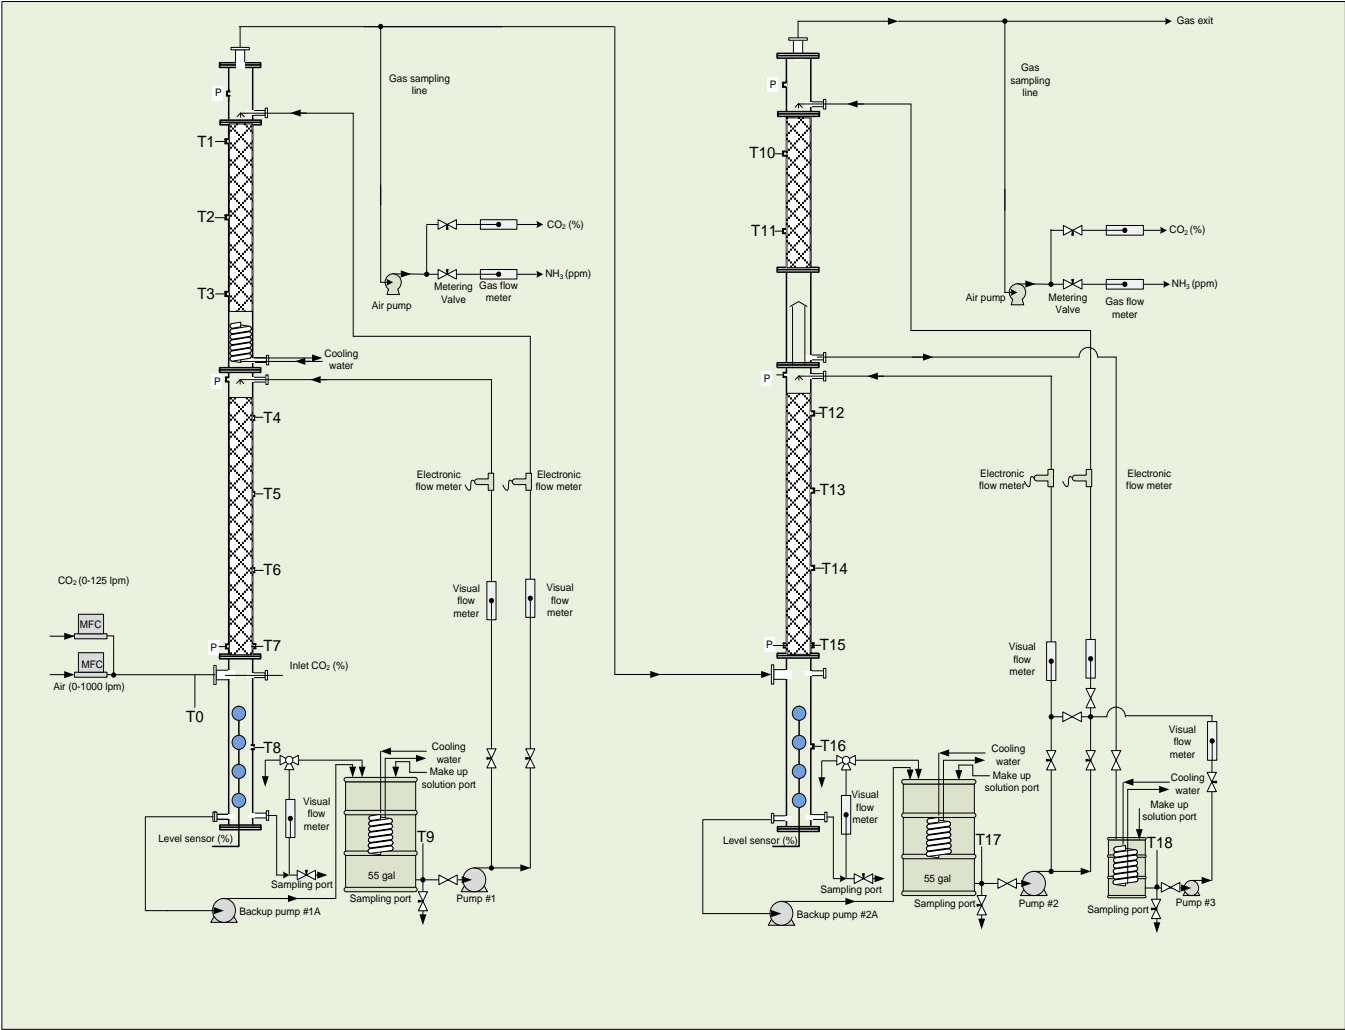 Gas exit
Gas sampling
line
Gas
sampling
line
P
P
T1
T10
T2
T11
CO₂ (%)
CO₂ (%)
NH₃ (ppm)
NH₃ (ppm)
Metering
Valve
Gas flow
meter
Air pump
Air pump
Metering
Valve
Gas flow
meter
T3
Cooling
water
P
P
T4
T12
Electronic
flow meter
Electronic
flow meter
Electronic
flow meter
Electronic
flow meter
T5
T13
T6
T14
CO₂ (0-125 lpm)
Visual
flow
meter
Visual
flow
meter
MFC
P
T7
P
T15
Visual
flow
meter
MFC
Inlet CO₂ (%)
Air (0-1000 lpm)
T0
T8
T16
Cooling
water
Make up
solution port
Cooling
water
Make up
solution port
Visual
flow
meter
Cooling
water
Make up
solution port
Visual
flow
meter
Visual
flow
meter
Level sensor (%)
T9
Level sensor (%)
T17
T18
55 gal
55 gal
Sampling port
Sampling port
Pump #1
Sampling port
Sampling port
Pump #2
Sampling port
Pump #3
Backup pump #1A
Backup pump #2A